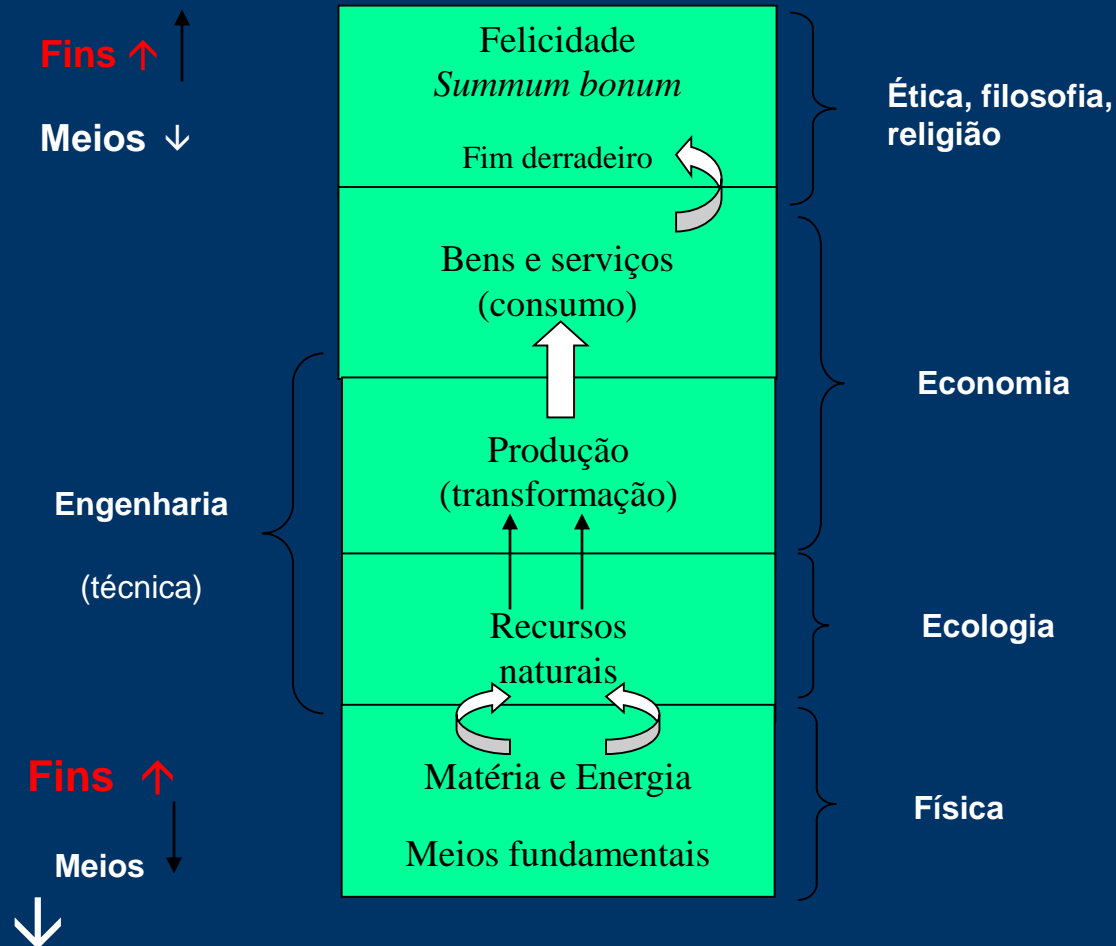 Fins ↑
Meios ↓
Felicidade
Summum bonum
Fim derradeiro
Ética, filosofia,
religião
Bens e serviços
(consumo)
Economia
Produção
(transformação)
Engenharia
(técnica)
Recursos
naturais
Ecologia
Matéria e Energia
Meios fundamentais
Física
Fins ↑
Meios
↓